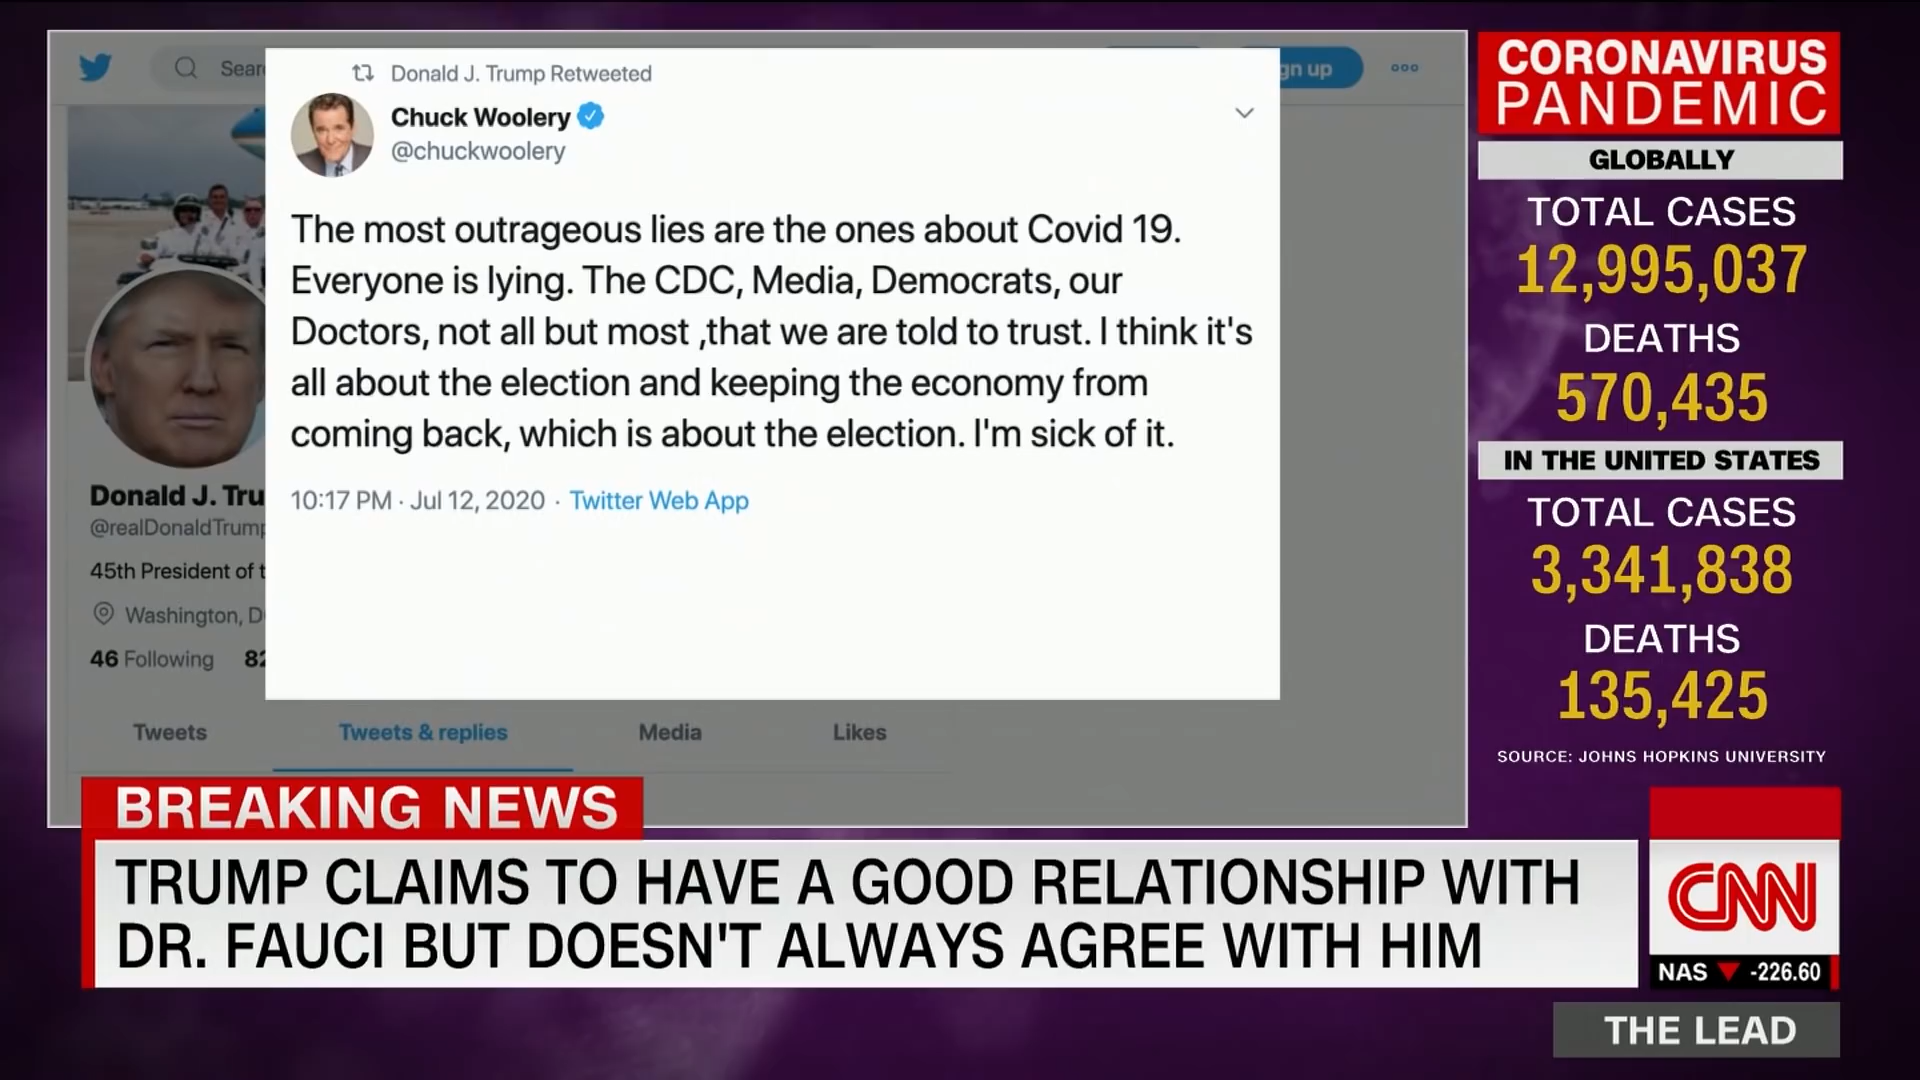 Sear
gn up
Donald J. Trump Retweeted
Chuck Woolery
@chuckwoolery
The most outrageous lies are the ones about Covid 19.
Everyone is lying. The CDC, Media, Democrats, our
Doctors, not all but most ,that we are told to trust. I think it's
all about the election and keeping the economy from
coming back, which is about the election. I'm sick of it.
10:17 PM · Jul 12, 2020 · Twitter Web App
Donald J. Tru
@realDonaldTrump
45th President of t
Washington, D
46 Following 82
Tweets Tweets & replies Media Likes
CORONAVIRUS
PANDEMIC
GLOBALLY
TOTAL CASES
12,995,037
DEATHS
570,435
IN THE UNITED STATES
TOTAL CASES
3,341,838
DEATHS
135,425
SOURCE: JOHNS HOPKINS UNIVERSITY
BREAKING NEWS
TRUMP CLAIMS TO HAVE A GOOD RELATIONSHIP WITH
DR. FAUCI BUT DOESN'T ALWAYS AGREE WITH HIM
CNN
NAS ▼ -226.60
THE LEAD